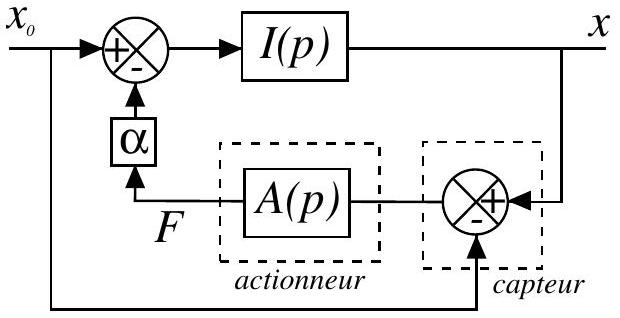 x₀
x
+
-
I(p)
α
A(p)
F
+
-
actionneur
capteur